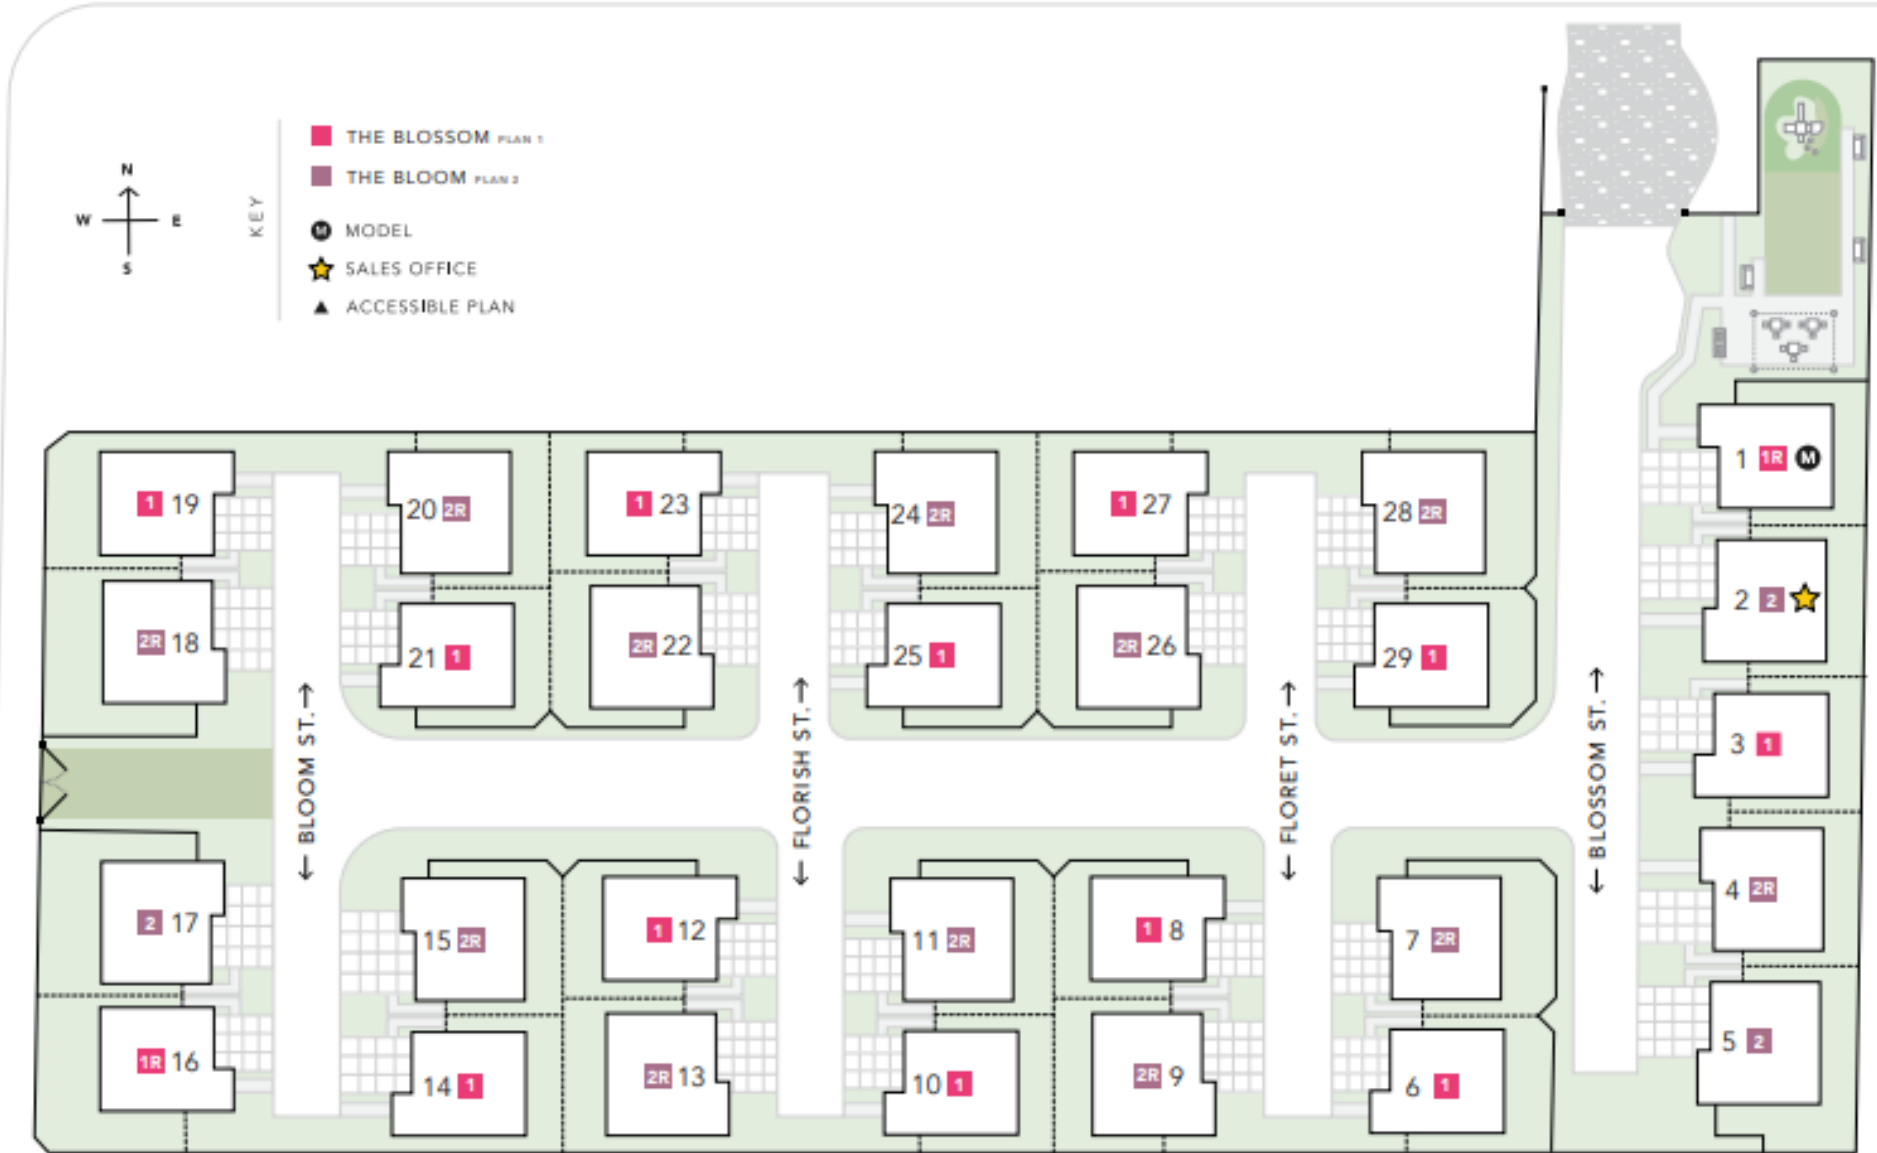 N
W E
S
KEY
THE BLOSSOM PLAN 1
THE BLOOM PLAN 2
M MODEL
SALES OFFICE
ACCESSIBLE PLAN
1 1R M
2 2
3 1
4 2R
5 2
1 19
20 2R
1 23
24 2R
1 27
28 2R
2R 18
21 1
2R 22
25 1
2R 26
29 1
BLOOM ST.
FLORISH ST.
FLORET ST.
BLOSSOM ST.
2 17
15 2R
1 12
11 2R
1 8
7 2R
1R 16
14 1
2R 13
10 1
2R 9
6 1